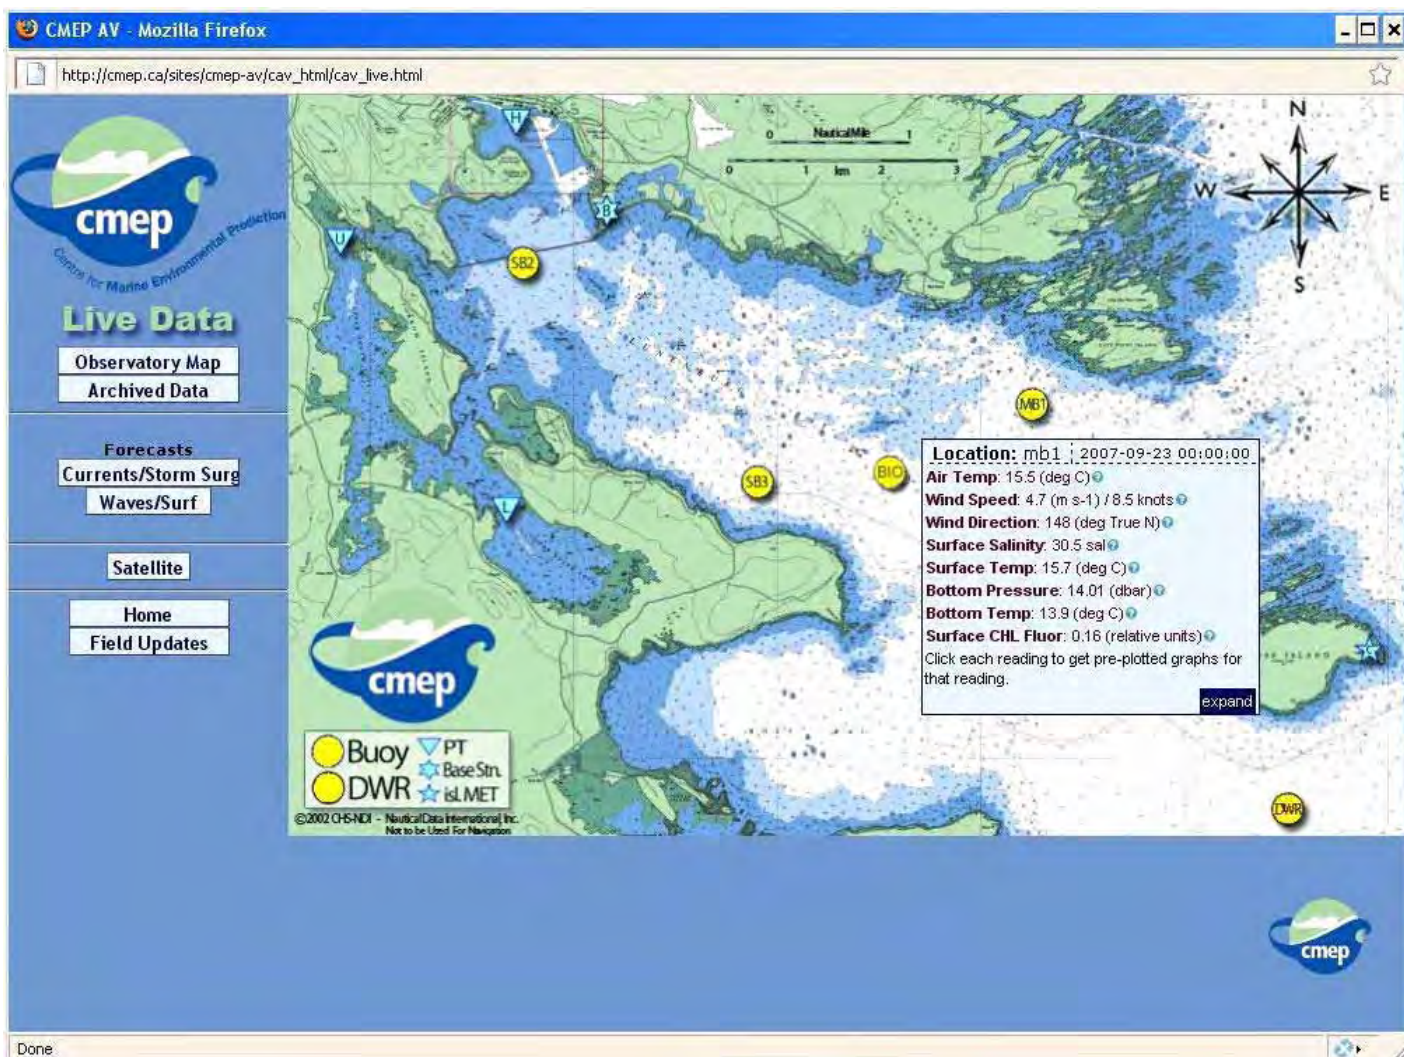 CMEP AV - Mozilla Firefox
http://cmep.ca/sites/cmep-av/cav_html/cav_live.html
cmep
Centre for Marine Environmental Prediction
Live Data
Observatory Map
Archived Data
Forecasts
Currents/Storm Surg
Waves/Surf
Satellite
Home
Field Updates
H
0 Nautical Mile 1
0 1 km 2 3
N
W E
S
B
U
SB2
MB1
SB3
BIO
L
Location: mb1 2007-09-23 00:00:00
Air Temp: 15.5 (deg C)
Wind Speed: 4.7 (m s-1) / 8.5 knots
Wind Direction: 148 (deg True N)
Surface Salinity: 30.5 sal
Surface Temp: 15.7 (deg C)
Bottom Pressure: 14.01 (dbar)
Bottom Temp: 13.9 (deg C)
Surface CHL Fluor: 0.16 (relative units)
Click each reading to get pre-plotted graphs for
that reading.
expand
ISLAND
C
cmep
Buoy
DWR
PT
Base Stn.
isl. MET
©2002 CHS-NDI - Nautical Data International, Inc.
Not to be Used For Navigation
DWR
cmep
Done